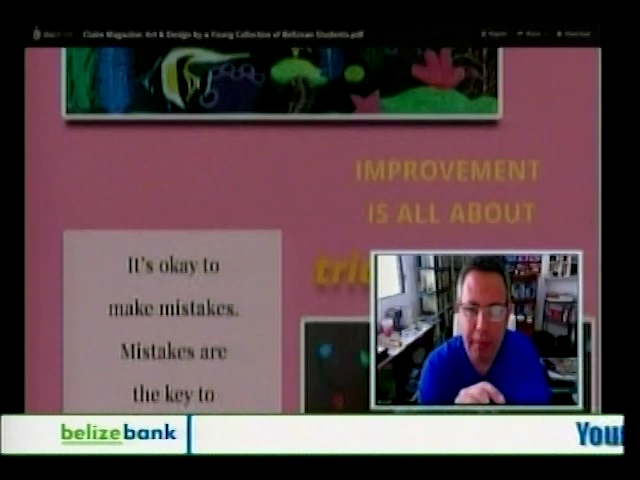 Claire Magazine: Art & Design by a Young Collection of Belizean Students.pdf
IMPROVEMENT
IS ALL ABOUT
It's okay to
make mistakes.
Mistakes are
the key to
belizebank